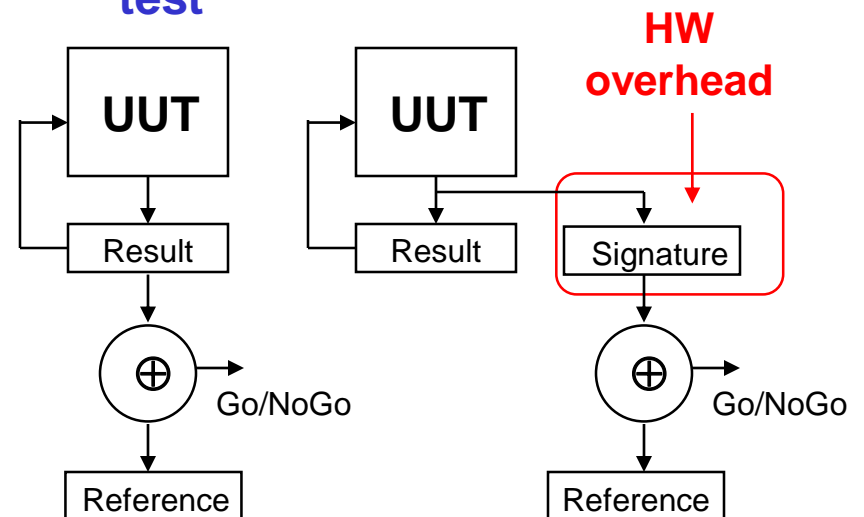 test
HW
overhead
UUT
UUT
Result
Result
Signature
⊕
Go/NoGo
⊕
Go/NoGo
Reference
Reference